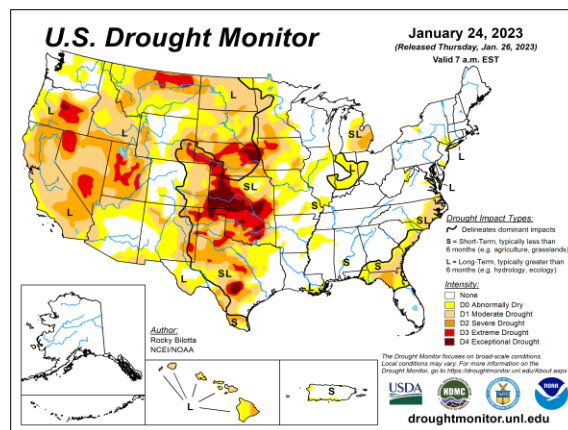 U.S. Drought Monitor
January 24, 2023
(Released Thursday, Jan. 26, 2023)
Valid 7 a.m. EST
L
L
L
L
SL
L
L
L
SL
S
SL
SL
S
S
S
L
S
L
S
Drought Impact Types:
Delineates dominant impacts
S = Short-Term, typically less than
6 months (e.g. agriculture, grasslands)
L = Long-Term, typically greater than
6 months (e.g. hydrology, ecology)
Intensity:
None
D0 Abnormally Dry
D1 Moderate Drought
D2 Severe Drought
D3 Extreme Drought
D4 Exceptional Drought
Author:
Rocky Bilotta
NCEI/NOAA
The Drought Monitor focuses on broad-scale conditions.
Local conditions may vary. For more information on the
Drought Monitor, go to https://droughtmonitor.unl.edu/About.aspx
USDA
NDMC
NOAA
droughtmonitor.unl.edu